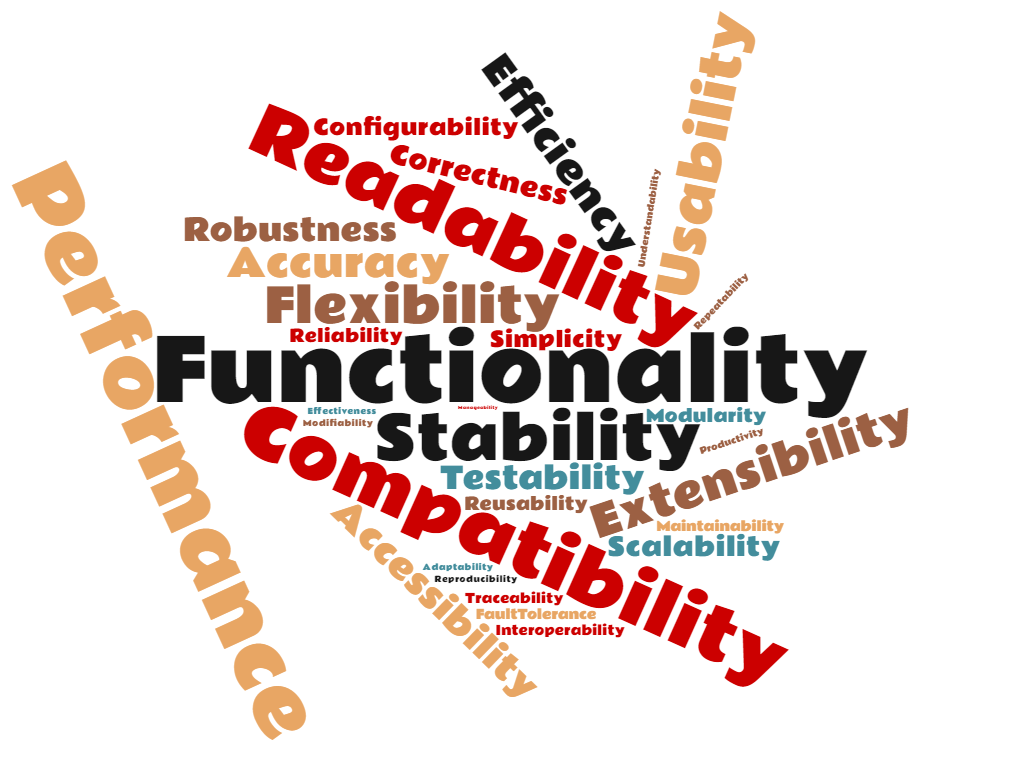 Usability
Efficiency
Configurability
Readability
Correctness
Understandability
Performance
Robustness
Accuracy
Repeatability
Flexibility
Reliability
Simplicity
Functionality
Effectiveness
Manageability
Modularity
Modifiability
Stability
Compatibility
Productivity
Extensibility
Testability
Reusability
Accessibility
Maintainability
Scalability
Adaptability
Reproducibility
Traceability
FaultTolerance
Interoperability